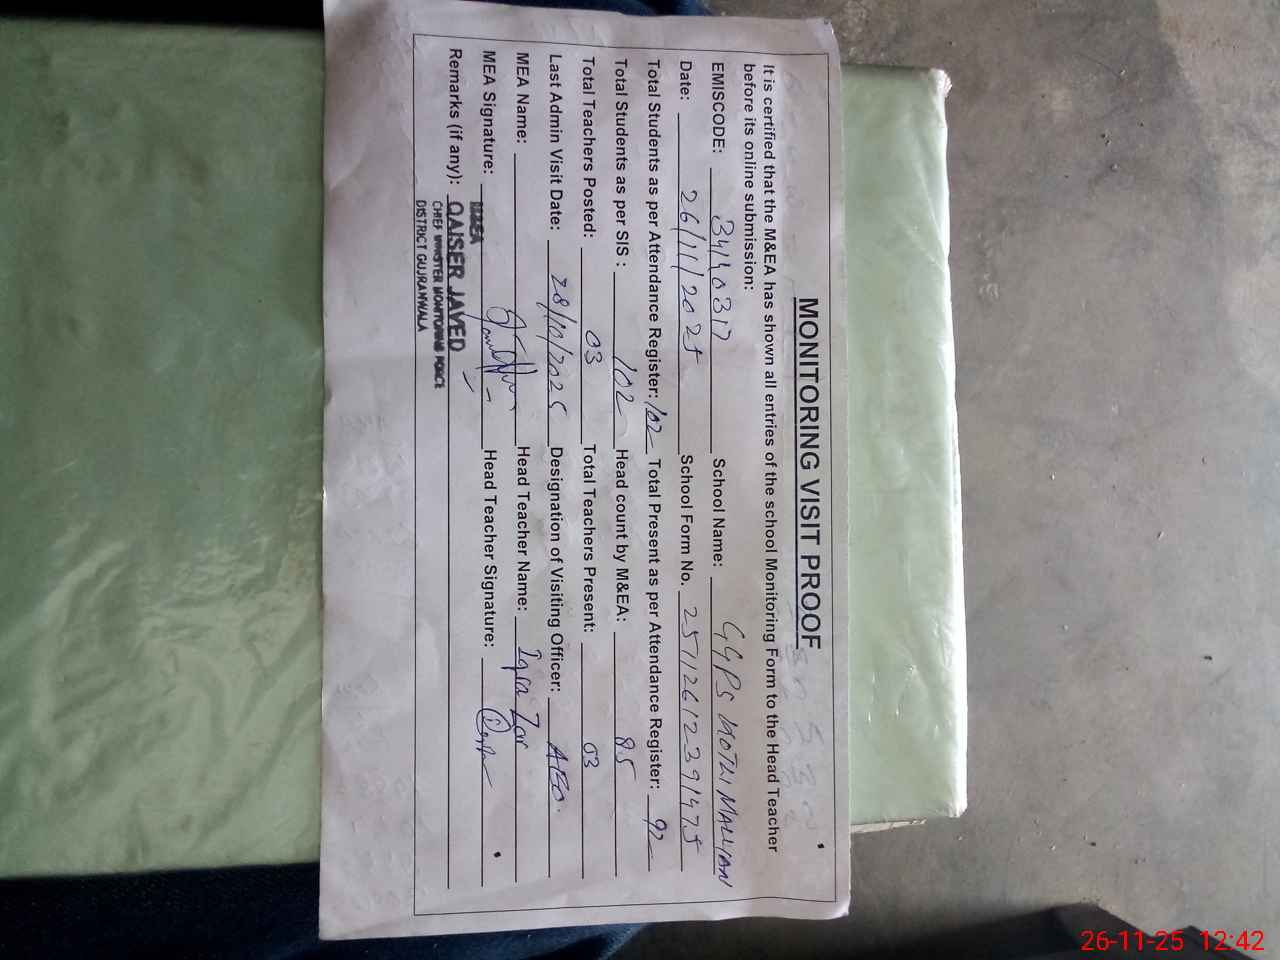 MONITORING VISIT PROOF
It is certified that the M&EA has shown all entries of the school Monitoring Form to the Head Teacher
before its online submission:
EMISCODE: 34140317 School Name: GGPS MOTLI MALLIAN
Date: 26/11/2025 School Form No. 25112612391475
Total Students as per Attendance Register: 102 Total Present as per Attendance Register: 92
Total Students as per SIS : 102 Head count by M&EA: 85
Total Teachers Posted: 03 Total Teachers Present: 03
Last Admin Visit Date: 28/10/2025 Designation of Visiting Officer: AEO.
MEA Name: Head Teacher Name: Iqra Zar
MEA Signature: Head Teacher Signature:
Remarks (if any):
QAISER JAVED
CHIEF MINISTER MONITORING FORCE
DISTRICT GUJRANWALA
26-11-25 12:42